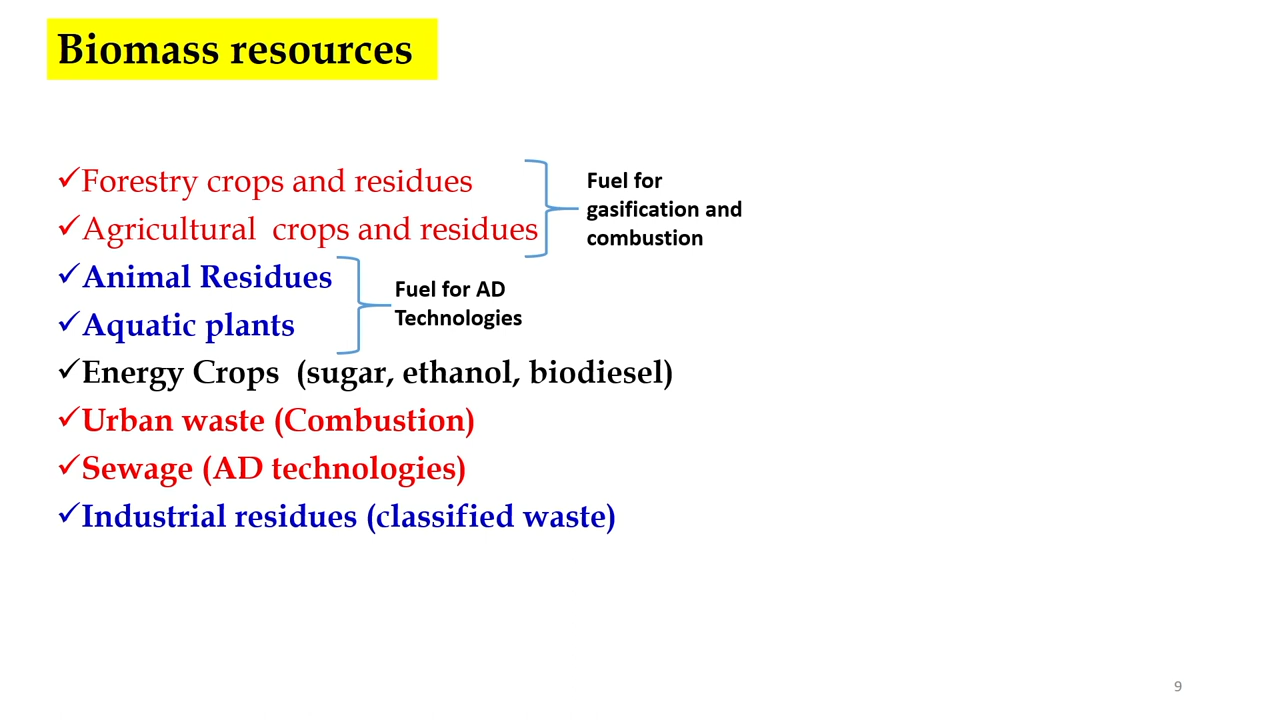 Biomass resources
✓Forestry crops and residues
✓Agricultural crops and residues
Fuel for
gasification and
combustion
✓Animal Residues
✓Aquatic plants
Fuel for AD
Technologies
✓Energy Crops (sugar, ethanol, biodiesel)
✓Urban waste (Combustion)
✓Sewage (AD technologies)
✓Industrial residues (classified waste)
9